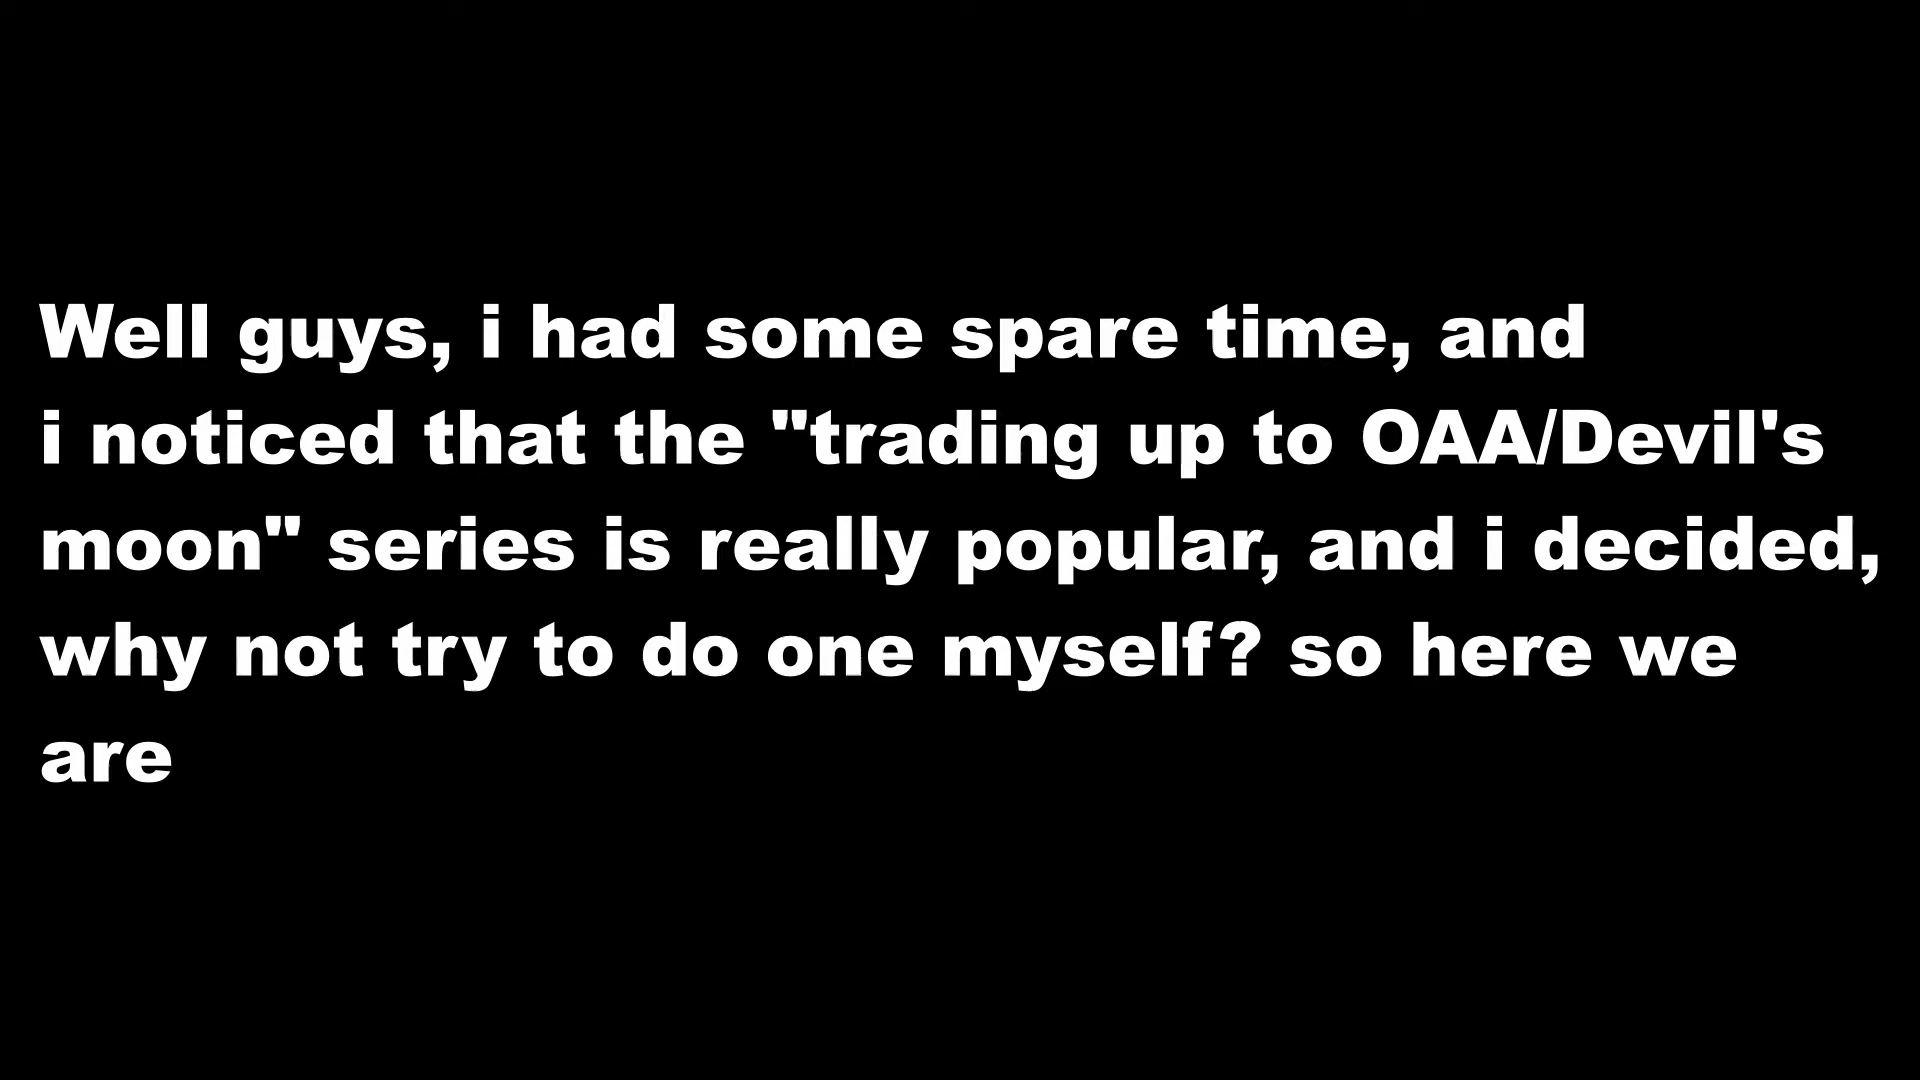 Well guys, i had some spare time, and
i noticed that the "trading up to OAA/Devil's
moon" series is really popular, and i decided,
why not try to do one myself? so here we
are